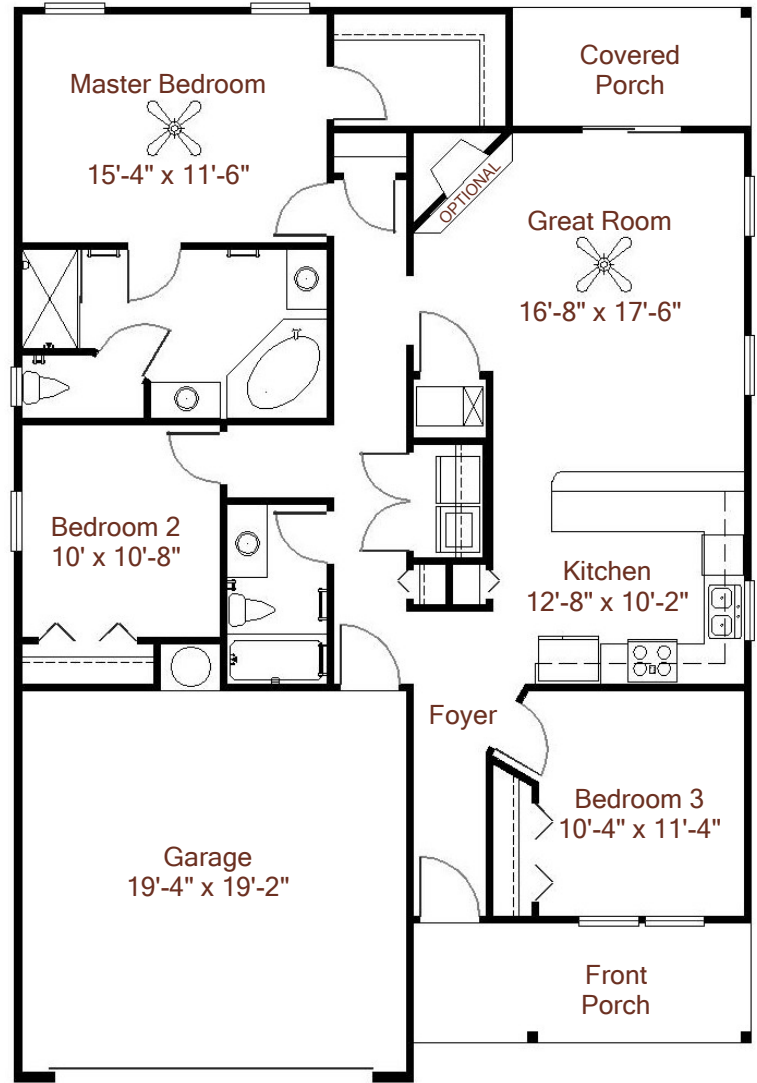 Master Bedroom
15'-4" x 11'-6"
Covered
Porch
OPTIONAL
Great Room
16'-8" x 17'-6"
Bedroom 2
10' x 10'-8"
Kitchen
12'-8" x 10'-2"
Foyer
Bedroom 3
10'-4" x 11'-4"
Garage
19'-4" x 19'-2"
Front
Porch